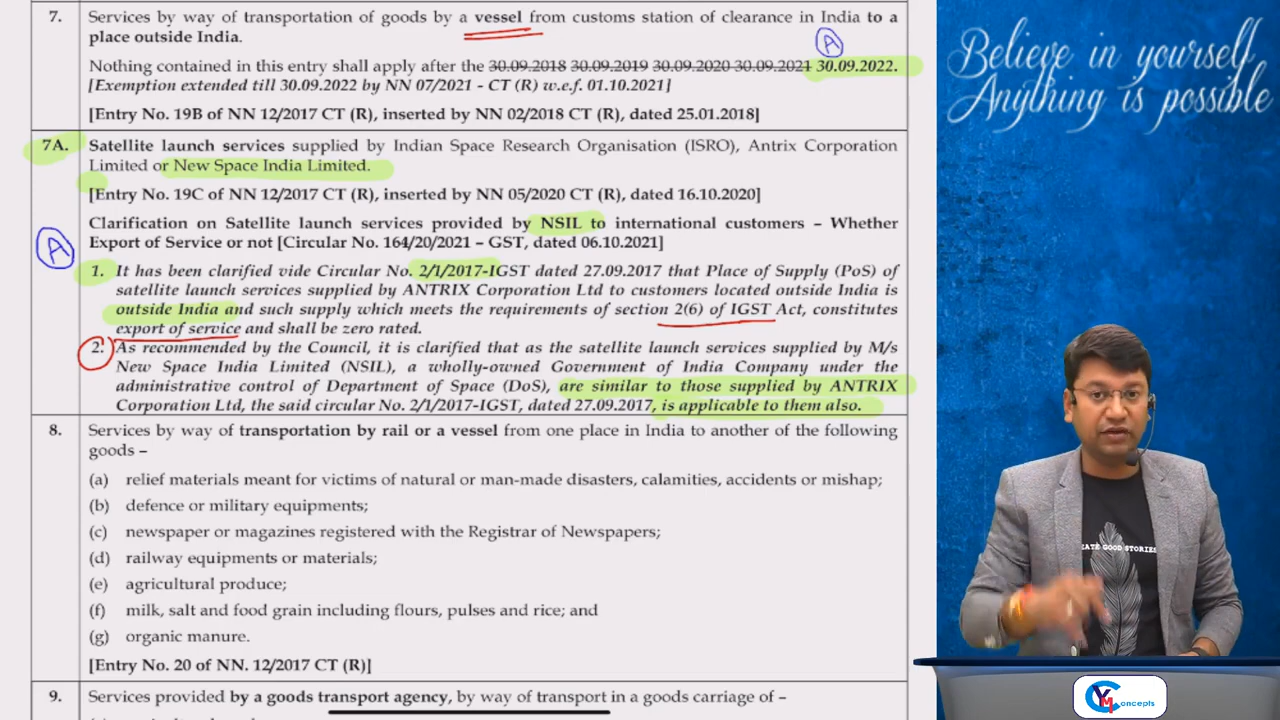 7. Services by way of transportation of goods by a vessel from customs station of clearance in India to a
place outside India.
A
Nothing contained in this entry shall apply after the 30.09.2018 30.09.2019 30.09.2020 30.09.2021 30.09.2022.
[Exemption extended till 30.09.2022 by NN 07/2021 - CT (R) w.e.f. 01.10.2021]
[Entry No. 19B of NN 12/2017 CT (R), inserted by NN 02/2018 CT (R), dated 25.01.2018]
7A. Satellite launch services supplied by Indian Space Research Organisation (ISRO), Antrix Corporation
Limited or New Space India Limited.
[Entry No. 19C of NN 12/2017 CT (R), inserted by NN 05/2020 CT (R), dated 16.10.2020]
Clarification on Satellite launch services provided by NSIL to international customers – Whether
Export of Service or not [Circular No. 164/20/2021 – GST, dated 06.10.2021]
A
1. It has been clarified vide Circular No. 2/1/2017-IGST dated 27.09.2017 that Place of Supply (PoS) of
satellite launch services supplied by ANTRIX Corporation Ltd to customers located outside India is
outside India and such supply which meets the requirements of section 2(6) of IGST Act, constitutes
export of service and shall be zero rated.
2. As recommended by the Council, it is clarified that as the satellite launch services supplied by M/s
New Space India Limited (NSIL), a wholly-owned Government of India Company under the
administrative control of Department of Space (DoS), are similar to those supplied by ANTRIX
Corporation Ltd, the said circular No. 2/1/2017-IGST, dated 27.09.2017, is applicable to them also.
8. Services by way of transportation by rail or a vessel from one place in India to another of the following
goods –
(a) relief materials meant for victims of natural or man-made disasters, calamities, accidents or mishap;
(b) defence or military equipments;
(c) newspaper or magazines registered with the Registrar of Newspapers;
(d) railway equipments or materials;
(e) agricultural produce;
(f) milk, salt and food grain including flours, pulses and rice; and
(g) organic manure.
[Entry No. 20 of NN. 12/2017 CT (R)]
9. Services provided by a goods transport agency, by way of transport in a goods carriage of –
Believe in yourself
Anything is possible
EATE GOOD STORIES
YM Concepts